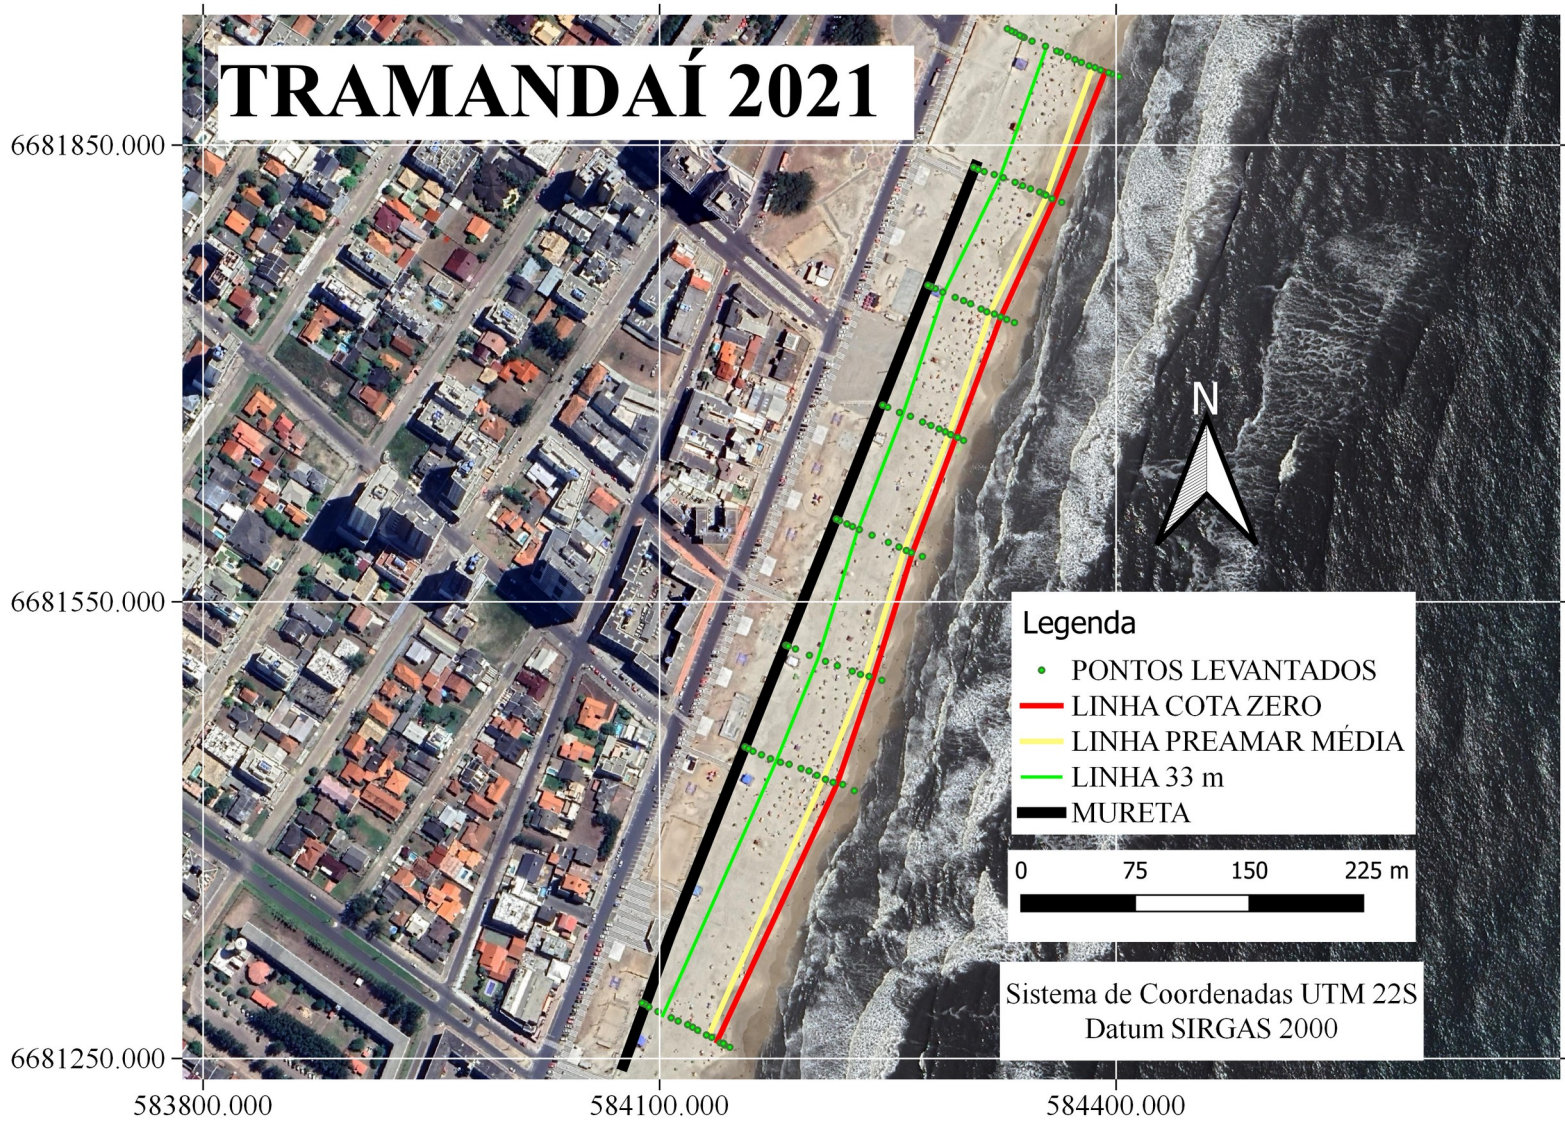 TRAMANDAÍ 2021
6681850.000
N
6681550.000
Legenda
PONTOS LEVANTADOS
LINHA COTA ZERO
LINHA PREAMAR MÉDIA
LINHA 33 m
MURETA
0 75 150 225 m
Sistema de Coordenadas UTM 22S
Datum SIRGAS 2000
6681250.000
583800.000 584100.000 584400.000